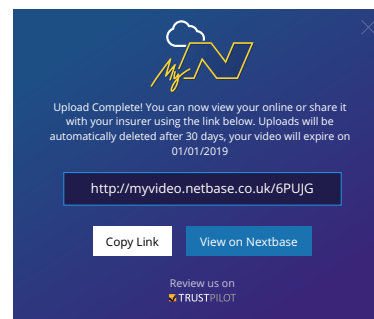 My N
Upload Complete! You can now view your online or share it
with your insurer using the link below. Uploads will be
automatically deleted after 30 days, your video will expire on
01/01/2019
http://myvideo.netbase.co.uk/6PUJG
Copy Link View on Nextbase
Review us on
TRUSTPILOT